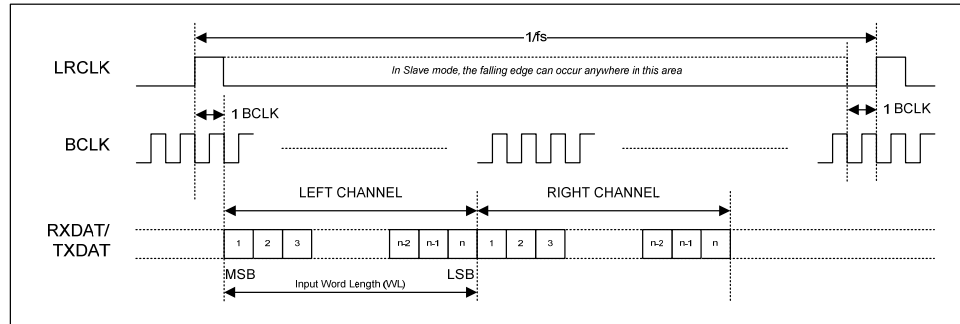 1/fs
LRCLK
In Slave mode, the falling edge can occur anywhere in this area
1 BCLK
1 BCLK
BCLK
LEFT CHANNEL
RIGHT CHANNEL
RXDAT/
TXDAT
1 2 3 n-2 n-1 n 1 2 3 n-2 n-1 n
MSB
LSB
Input Word Length (WL)